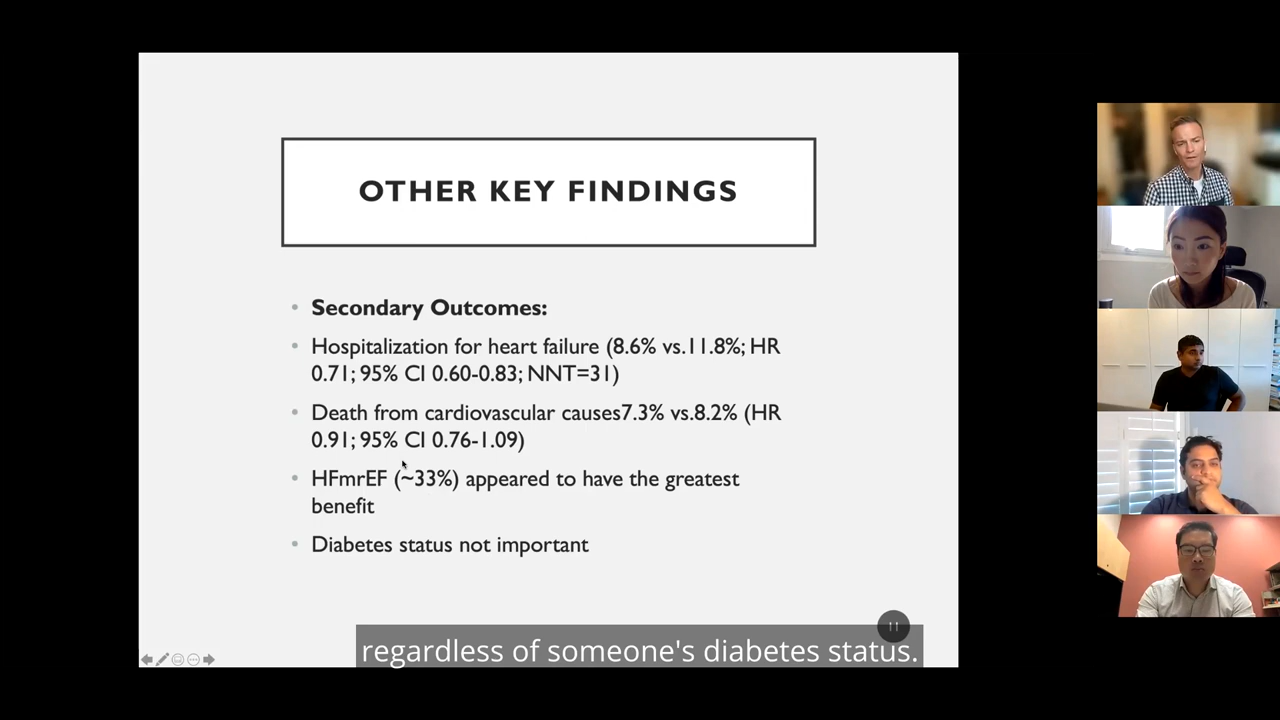 OTHER KEY FINDINGS
• Secondary Outcomes:
• Hospitalization for heart failure (8.6% vs.11.8%; HR
0.71; 95% CI 0.60-0.83; NNT=31)
• Death from cardiovascular causes7.3% vs.8.2% (HR
0.91; 95% CI 0.76-1.09)
• HFmrEF (~33%) appeared to have the greatest
benefit
• Diabetes status not important
11
regardless of someone's diabetes status.